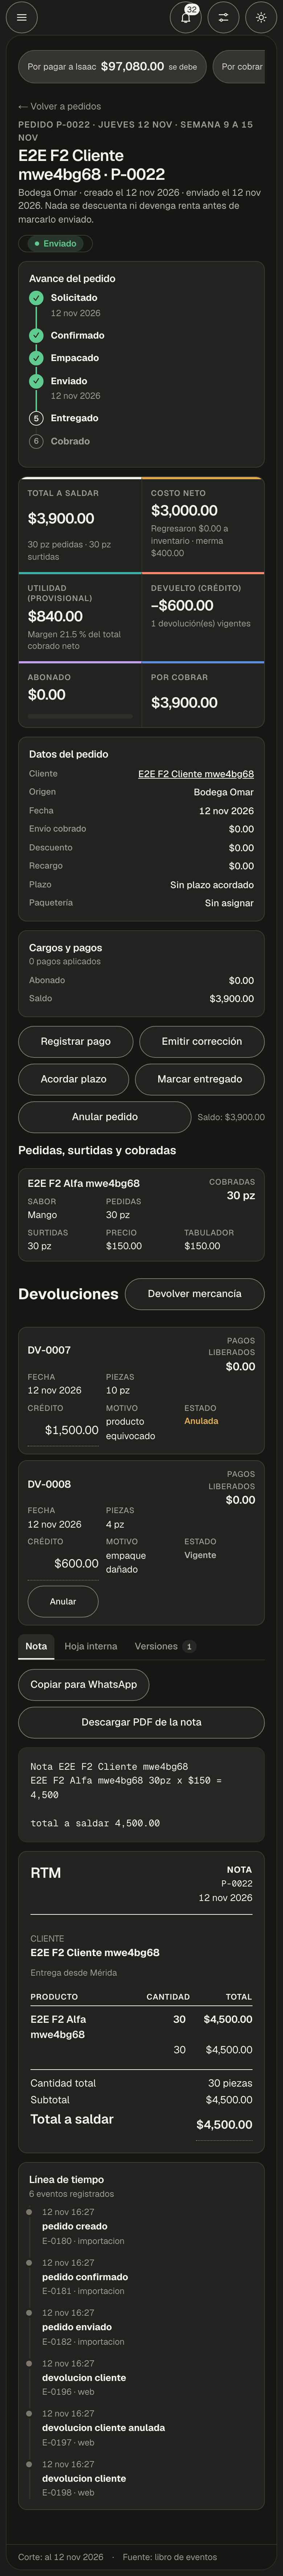 32
Por pagar a Isaac $97,080.00 se debe
Por cobrar
← Volver a pedidos
PEDIDO P-0022 · JUEVES 12 NOV · SEMANA 9 A 15
NOV
E2E F2 Cliente
mwe4bg68 · P-0022
Bodega Omar · creado el 12 nov 2026 · enviado el 12 nov
2026. Nada se descuenta ni devenga renta antes de
marcarlo enviado.
Enviado
Avance del pedido
Solicitado
12 nov 2026
Confirmado
Empacado
Enviado
12 nov 2026
5 Entregado
6 Cobrado
TOTAL A SALDAR
$3,900.00
30 pz pedidas · 30 pz
surtidas
COSTO NETO
$3,000.00
Regresaron $0.00 a
inventario · merma
$400.00
UTILIDAD
(PROVISIONAL)
$840.00
Margen 21.5 % del total
cobrado neto
DEVUELTO (CRÉDITO)
−$600.00
1 devolución(es) vigentes
ABONADO
$0.00
POR COBRAR
$3,900.00
Datos del pedido
Cliente E2E F2 Cliente mwe4bg68
Origen Bodega Omar
Fecha 12 nov 2026
Envío cobrado $0.00
Descuento $0.00
Recargo $0.00
Plazo Sin plazo acordado
Paquetería Sin asignar
Cargos y pagos
0 pagos aplicados
Abonado $0.00
Saldo $3,900.00
Registrar pago Emitir corrección
Acordar plazo Marcar entregado
Anular pedido Saldo: $3,900.00
Pedidas, surtidas y cobradas
E2E F2 Alfa mwe4bg68
COBRADAS
30 pz
SABOR PEDIDAS
Mango 30 pz
SURTIDAS PRECIO TABULADOR
30 pz $150.00 $150.00
Devoluciones Devolver mercancía
DV-0007
PAGOS
LIBERADOS
$0.00
FECHA PIEZAS
12 nov 2026 10 pz
CRÉDITO MOTIVO ESTADO
$1,500.00 producto
equivocado
Anulada
DV-0008
PAGOS
LIBERADOS
$0.00
FECHA PIEZAS
12 nov 2026 4 pz
CRÉDITO MOTIVO ESTADO
$600.00 empaque
dañado
Vigente
Anular
Nota Hoja interna Versiones 1
Copiar para WhatsApp
Descargar PDF de la nota
Nota E2E F2 Cliente mwe4bg68
E2E F2 Alfa mwe4bg68 30pz x $150 =
4,500
total a saldar 4,500.00
RTM
NOTA
P-0022
12 nov 2026
CLIENTE
E2E F2 Cliente mwe4bg68
Entrega desde Mérida
PRODUCTO CANTIDAD TOTAL
E2E F2 Alfa
mwe4bg68
30 $4,500.00
30 $4,500.00
Cantidad total 30 piezas
Subtotal $4,500.00
Total a saldar $4,500.00
Línea de tiempo
6 eventos registrados
12 nov 16:27
pedido creado
E-0180 · importacion
12 nov 16:27
pedido confirmado
E-0181 · importacion
12 nov 16:27
pedido enviado
E-0182 · importacion
12 nov 16:27
devolucion cliente
E-0196 · web
12 nov 16:27
devolucion cliente anulada
E-0197 · web
12 nov 16:27
devolucion cliente
E-0198 · web
Corte: al 12 nov 2026 · Fuente: libro de eventos